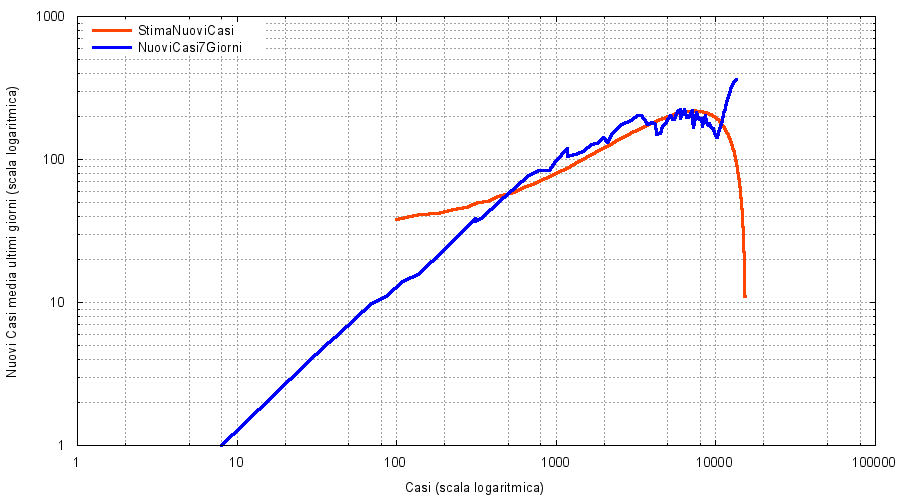 1000
StimaNuoviCasi
NuoviCasi7Giorni
100
Nuovi Casi media ultimi giorni (scala logaritmica)
10
1
1 10 100 1000 10000 100000
Casi (scala logaritmica)